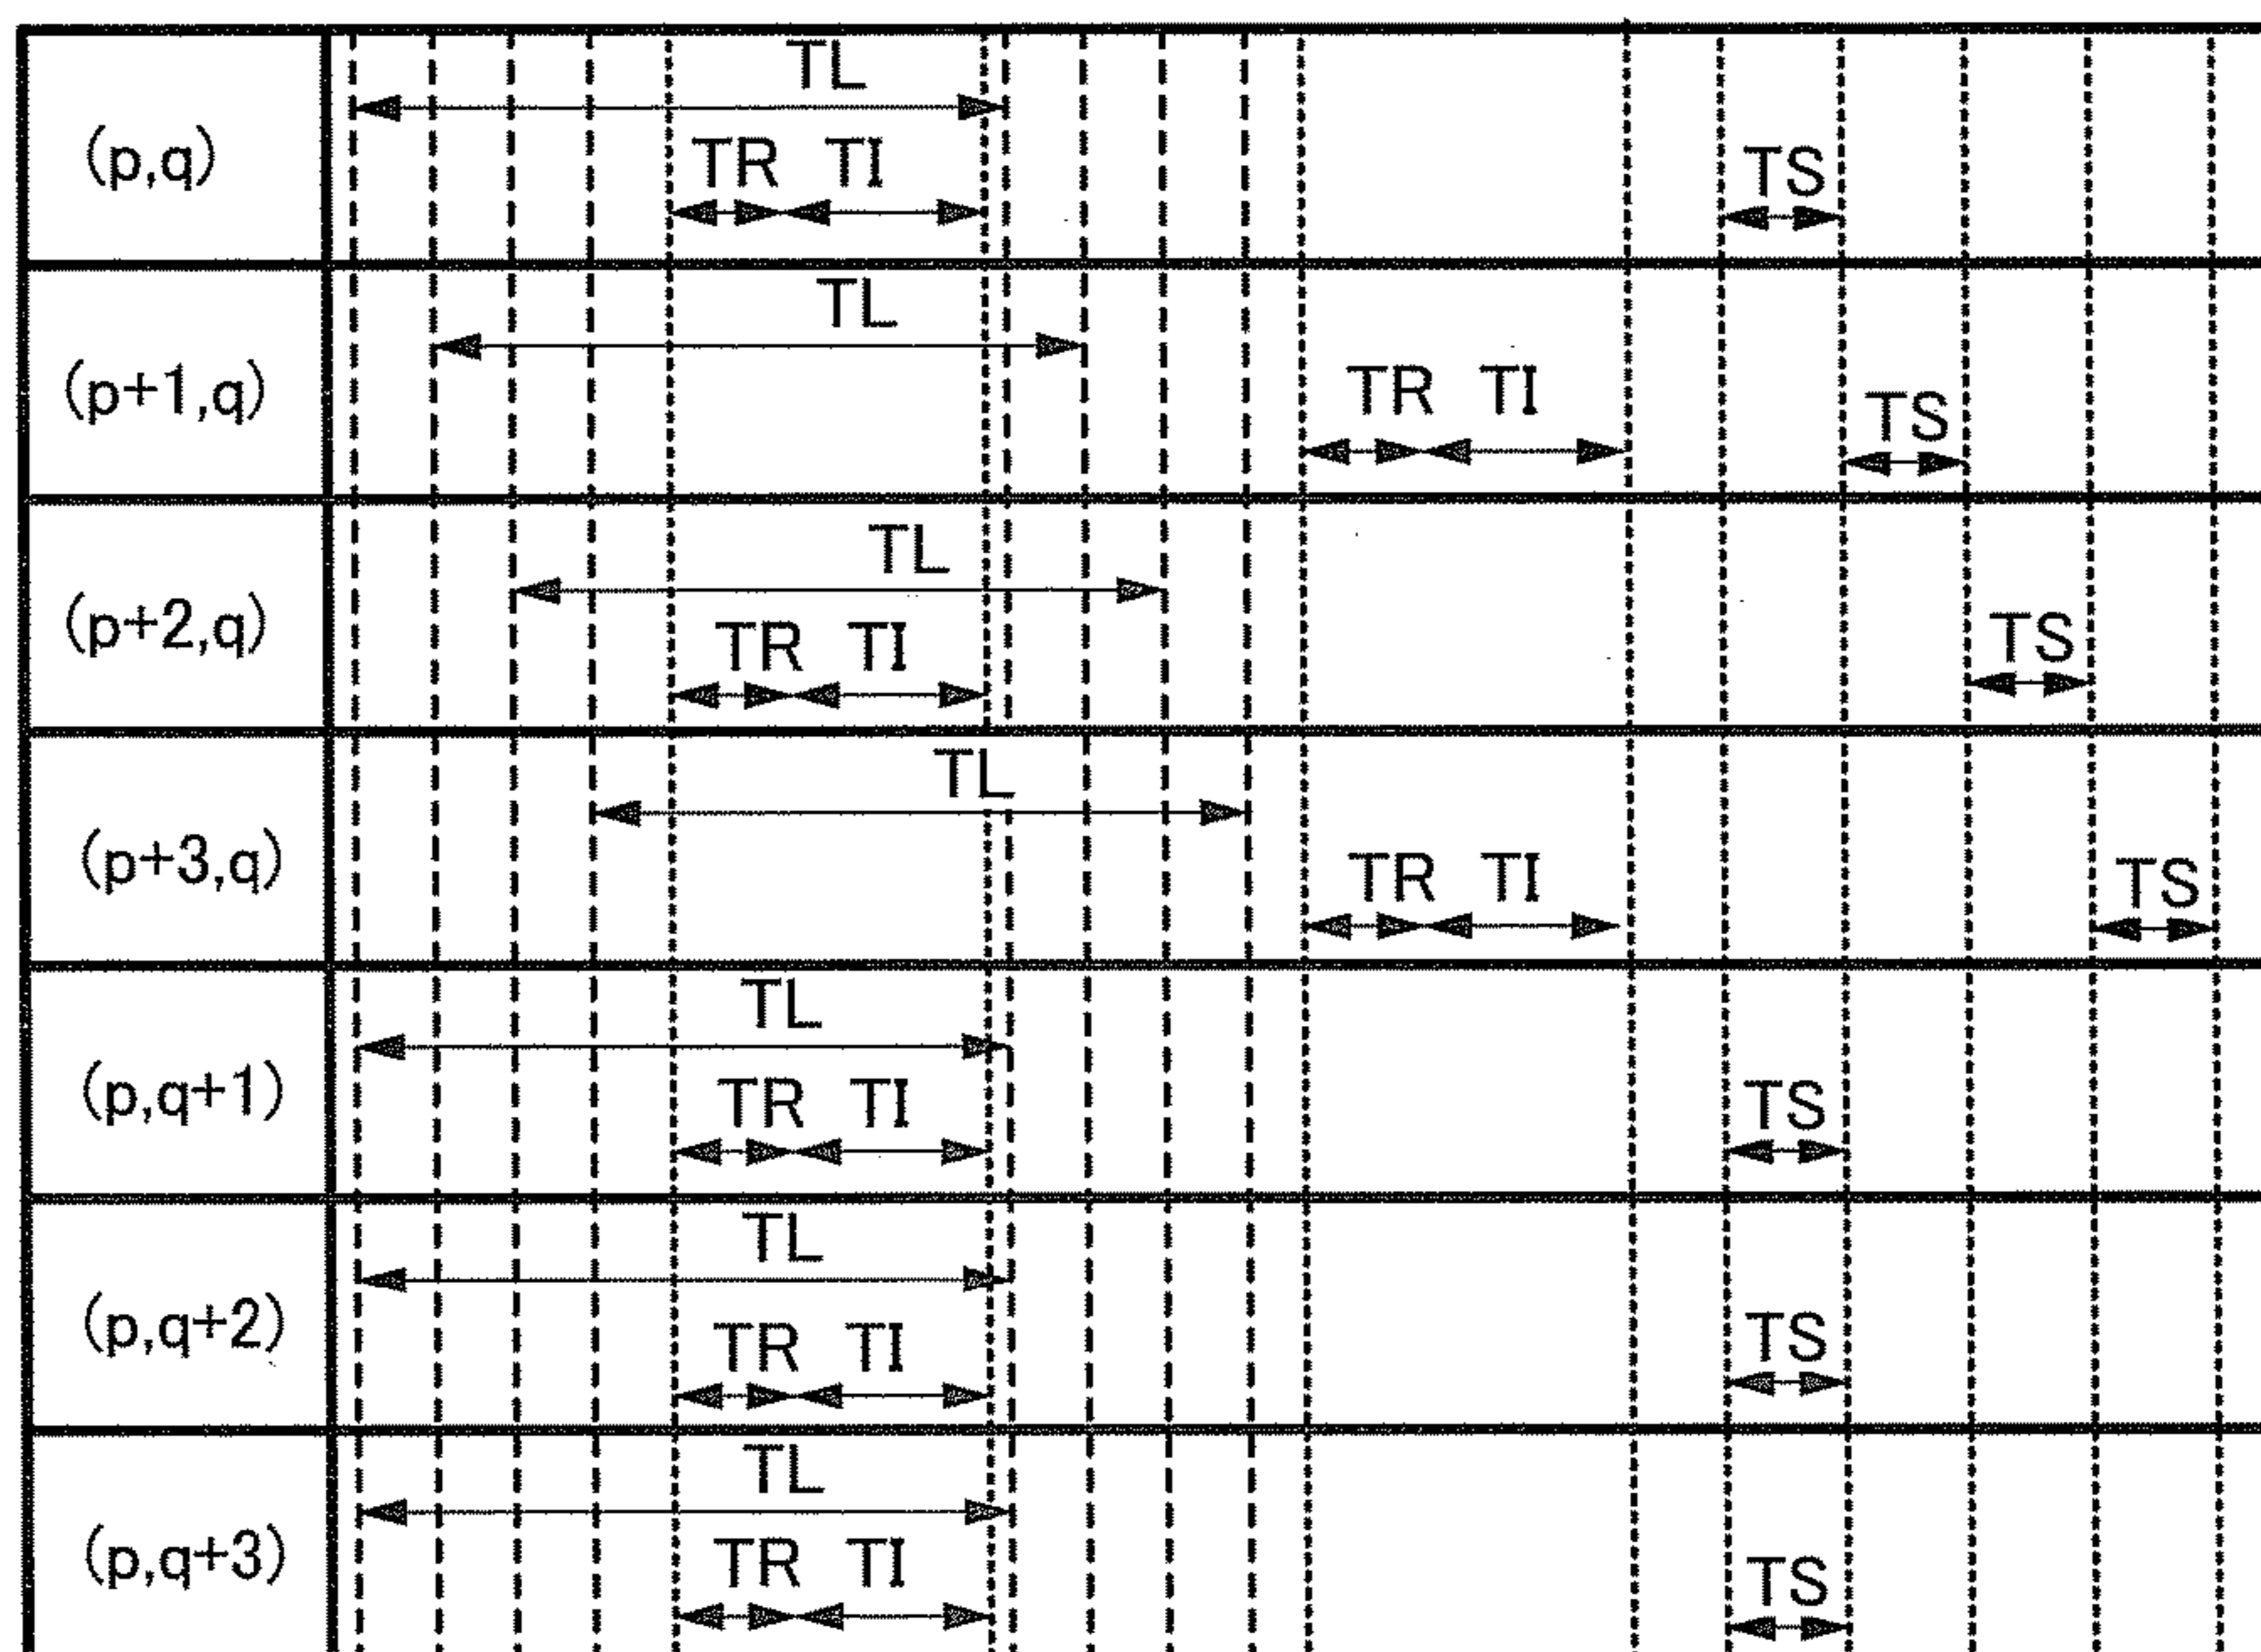 TL
(p,q) TR TI TS
TL
(p+1,q) TR TI TS
TL
(p+2,q) TR TI TS
TL
(p+3,q) TR TI TS
TL
(p,q+1) TR TI TS
TL
(p,q+2) TR TI TS
TL
(p,q+3) TR TI TS